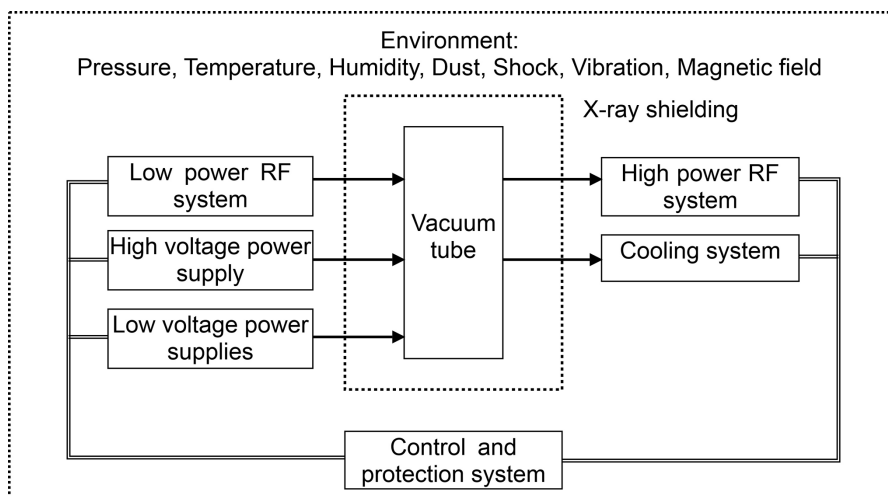 Environment:
Pressure, Temperature, Humidity, Dust, Shock, Vibration, Magnetic field
X-ray shielding
Low power RF
system
High voltage power
supply
Low voltage power
supplies
Vacuum
tube
High power RF
system
Cooling system
Control and
protection system